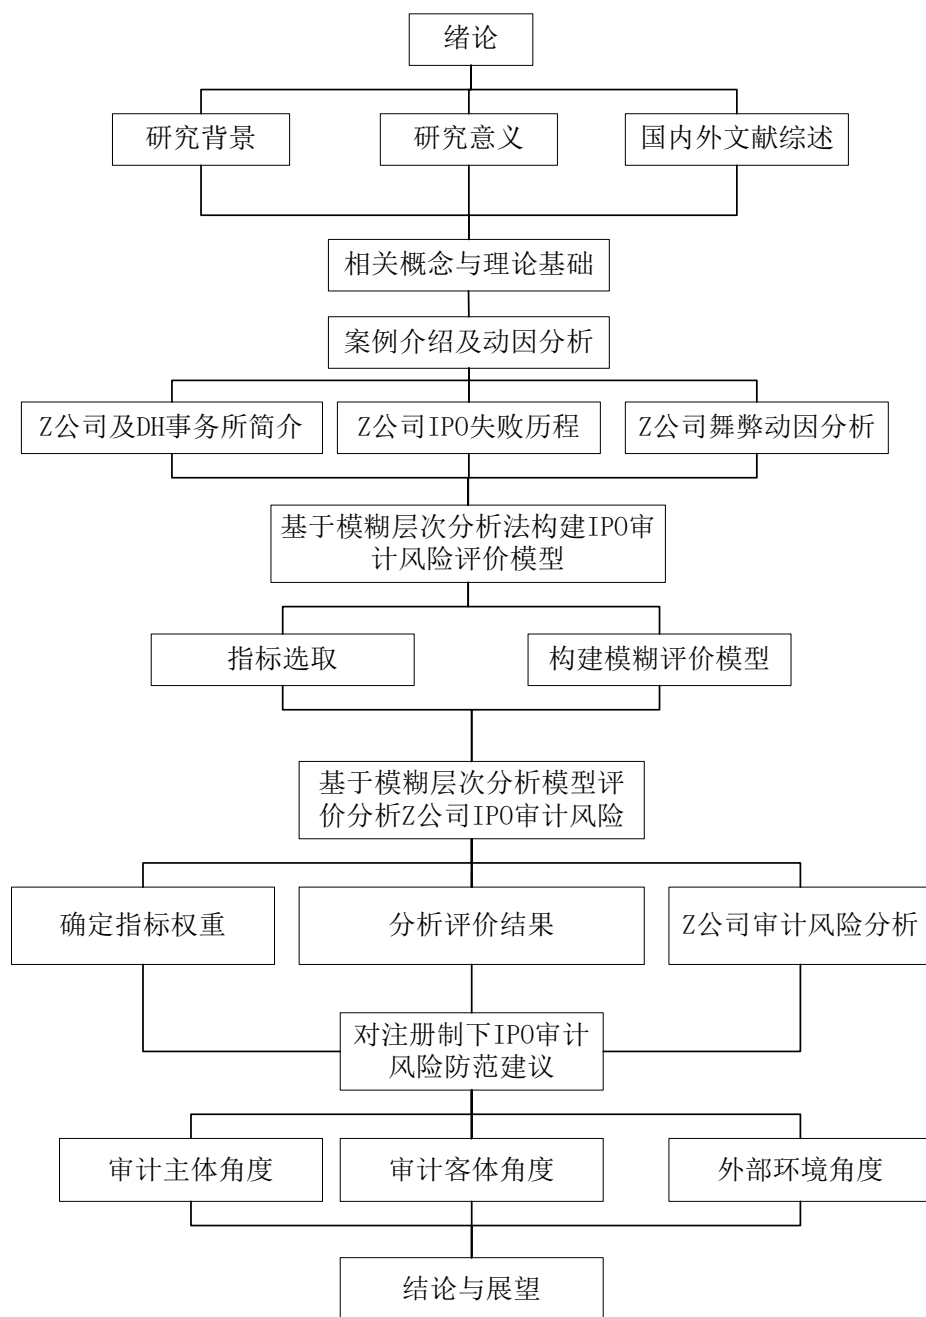 绪论
研究背景
研究意义
国内外文献综述
相关概念与理论基础
案例介绍及动因分析
Z公司及DH事务所简介
Z公司IPO失败历程
Z公司舞弊动因分析
基于模糊层次分析法构建IPO审
计风险评价模型
指标选取
构建模糊评价模型
基于模糊层次分析模型评
价分析Z公司IPO审计风险
确定指标权重
分析评价结果
Z公司审计风险分析
对注册制下IPO审计
风险防范建议
审计主体角度
审计客体角度
外部环境角度
结论与展望